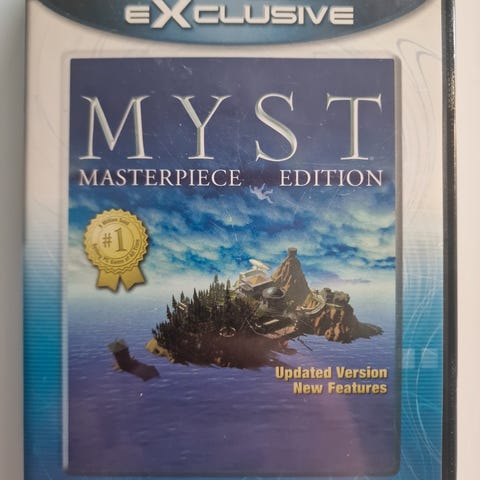 eXclusive
MYST
MASTERPIECE EDITION
#1
Updated Version
New Features